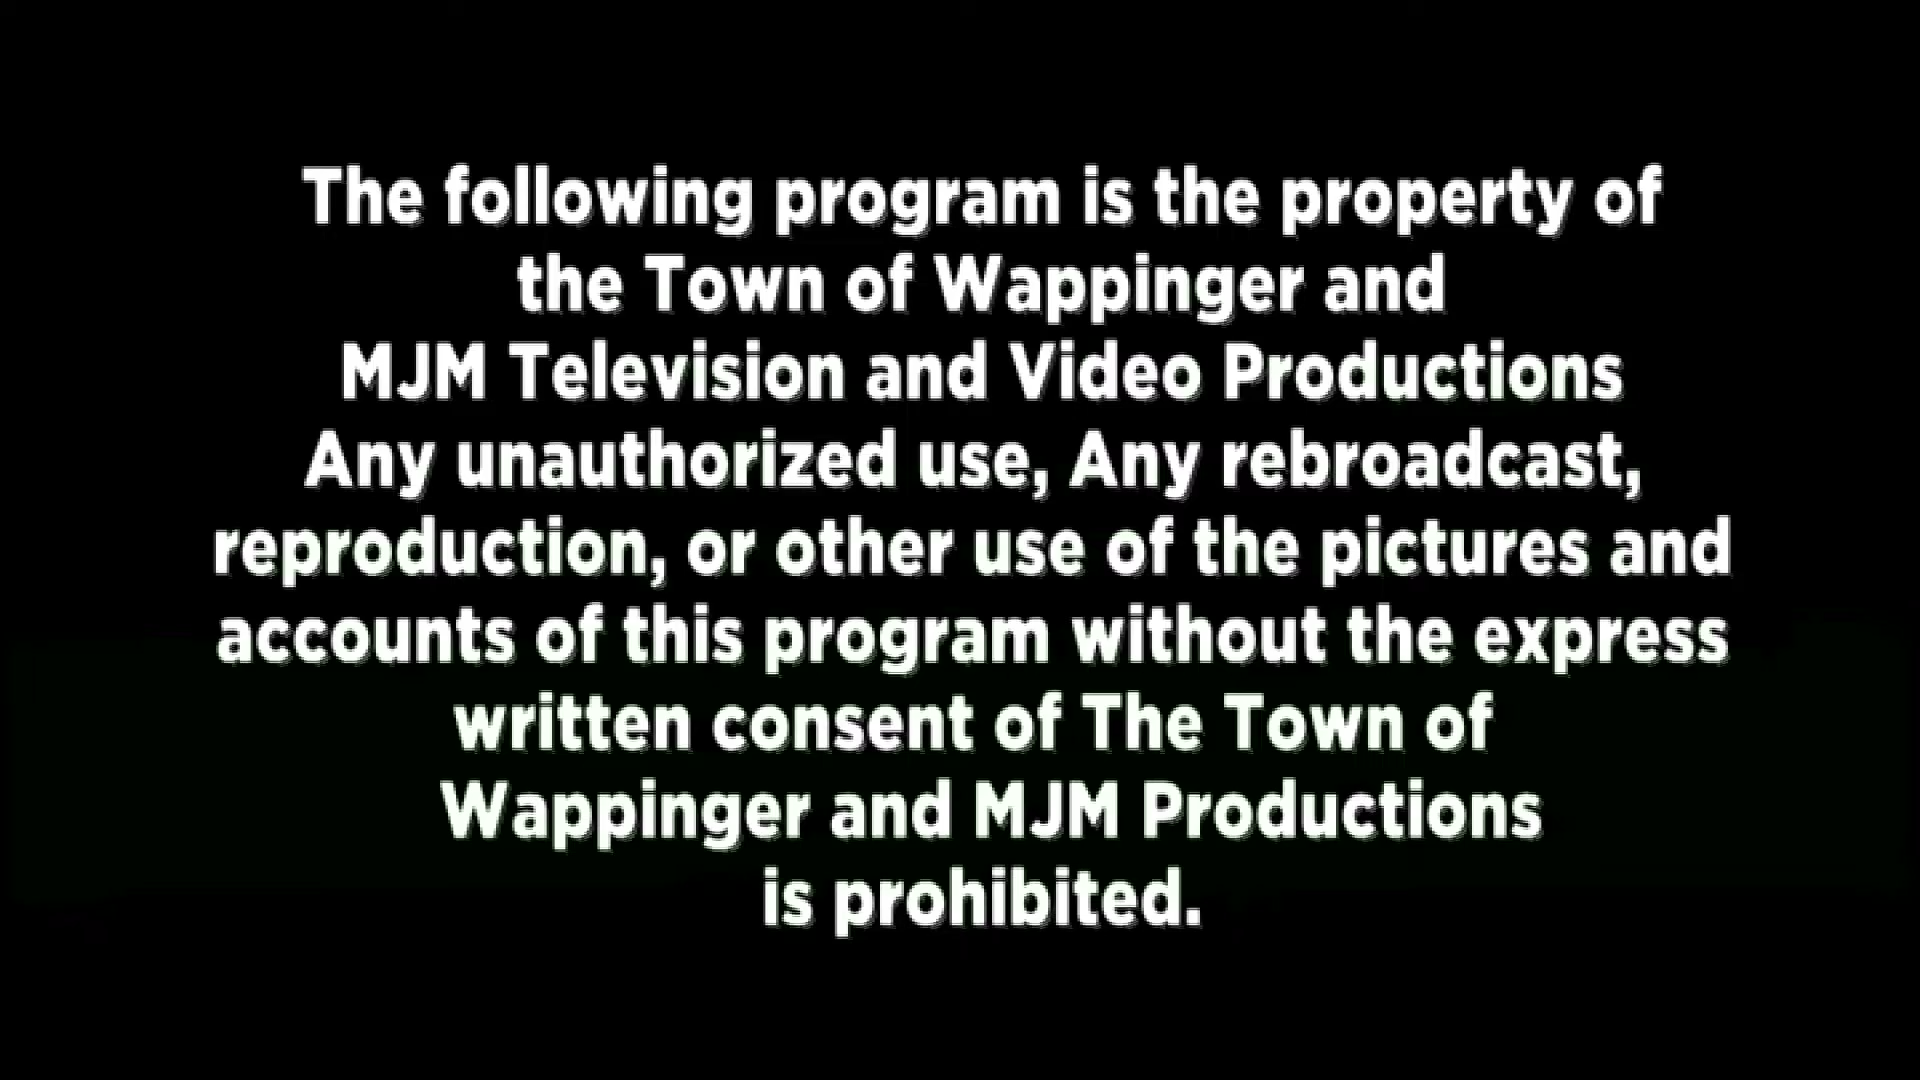 The following program is the property of
the Town of Wappinger and
MJM Television and Video Productions
Any unauthorized use, Any rebroadcast,
reproduction, or other use of the pictures and
accounts of this program without the express
written consent of The Town of
Wappinger and MJM Productions
is prohibited.